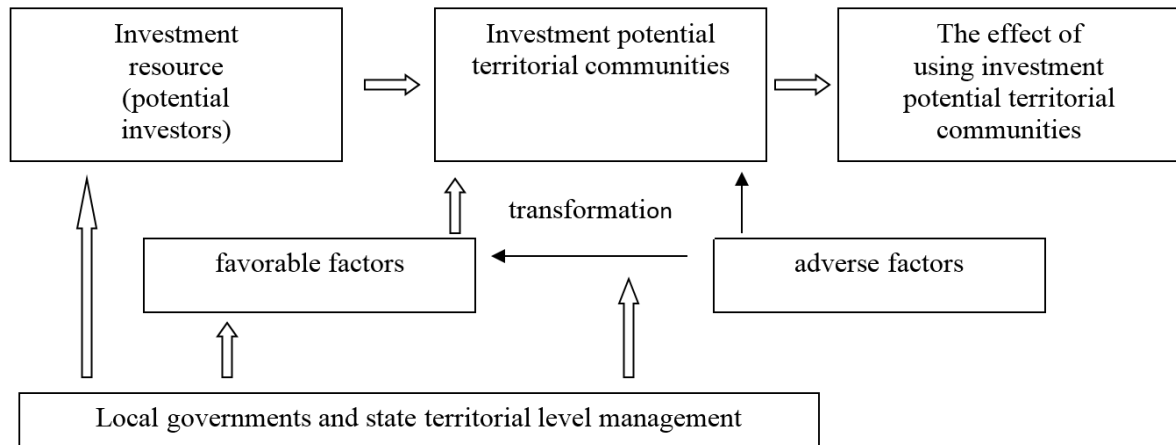 Investment
resource
(potential
investors)
Investment potential
territorial communities
The effect of
using investment
potential territorial
communities
transformation
favorable factors
adverse factors
Local governments and state territorial level management